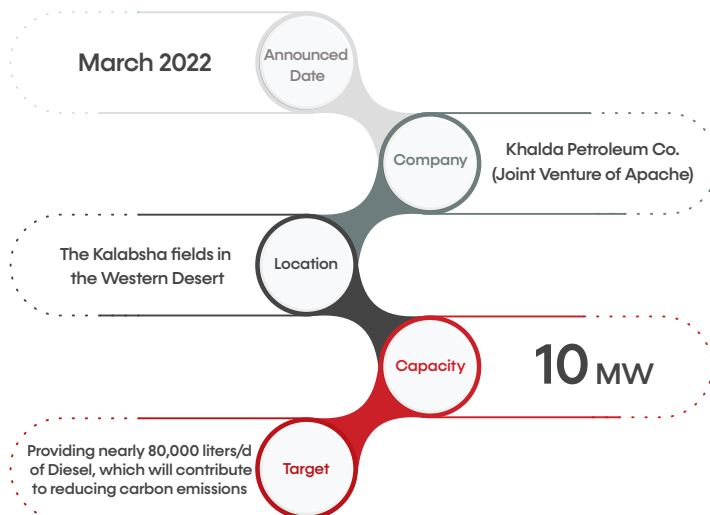 March 2022
Announced
Date
Company
Khalda Petroleum Co.
(Joint Venture of Apache)
The Kalabsha fields in
the Western Desert
Location
Capacity
10 MW
Providing nearly 80,000 liters/d
of Diesel, which will contribute
to reducing carbon emissions
Target